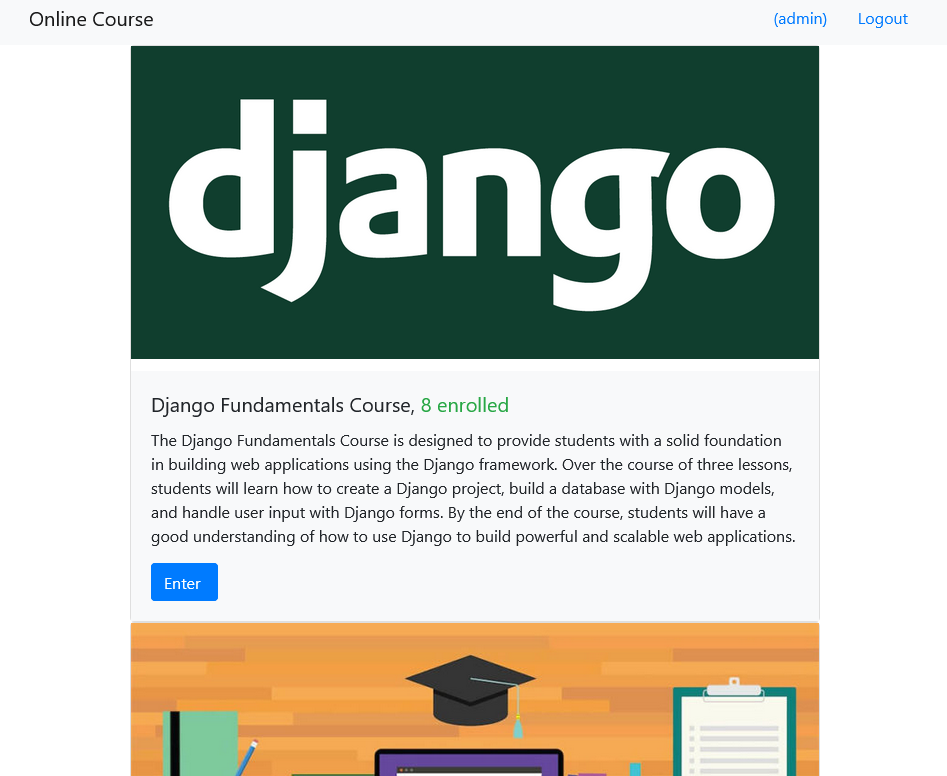 Online Course
(admin) Logout
django
Django Fundamentals Course, 8 enrolled
The Django Fundamentals Course is designed to provide students with a solid foundation
in building web applications using the Django framework. Over the course of three lessons,
students will learn how to create a Django project, build a database with Django models,
and handle user input with Django forms. By the end of the course, students will have a
good understanding of how to use Django to build powerful and scalable web applications.
Enter